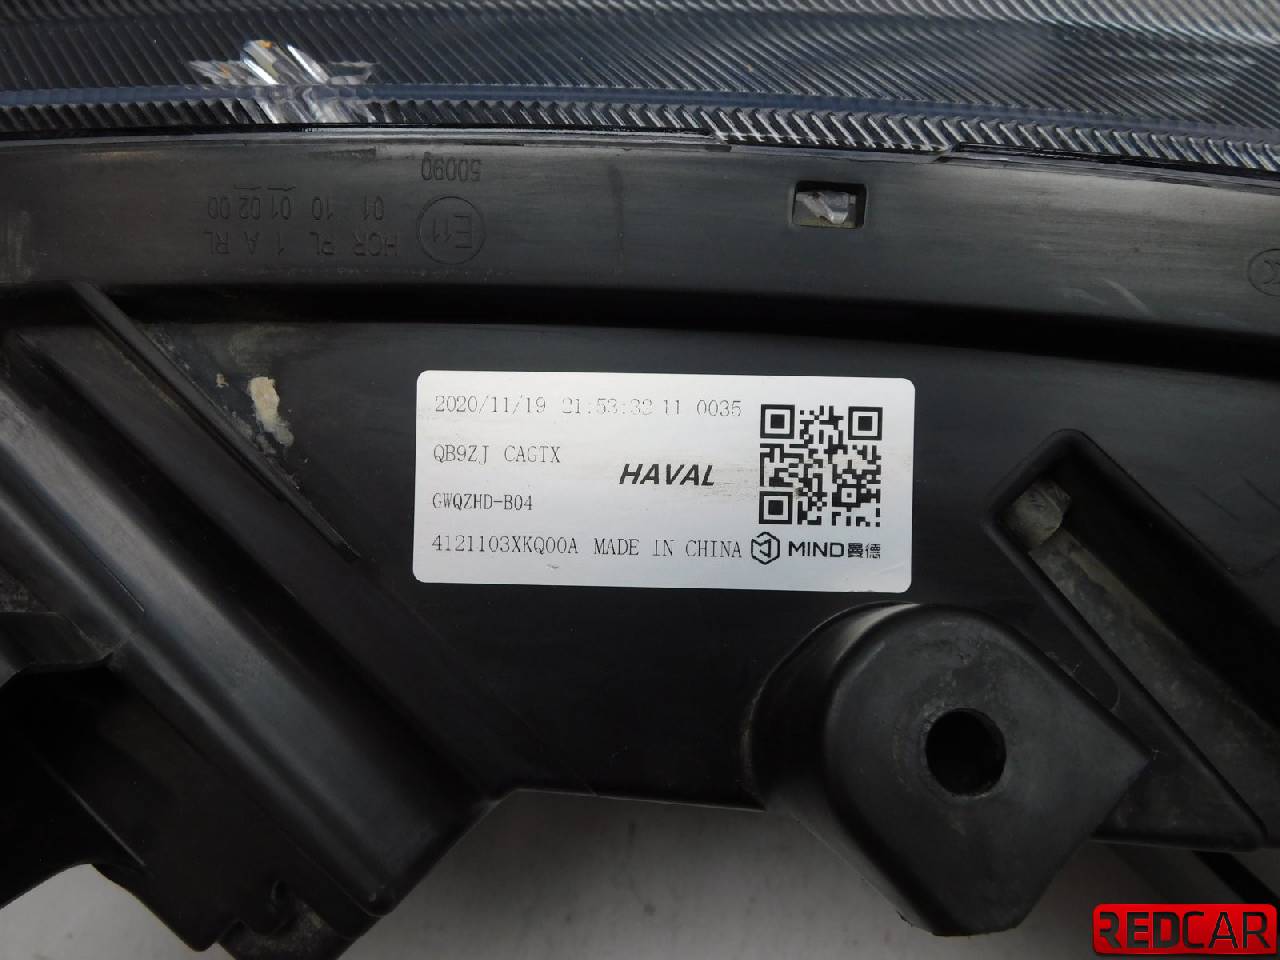 50090
E11
01 10 01 02 00
HCR PL 1 A RL
2020/11/19 21:53:32 11 0035
QB9ZJ CAGTX
HAVAL
GWQZHD-B04
4121103XKQ00A MADE IN CHINA MIND曼德
REDCAR